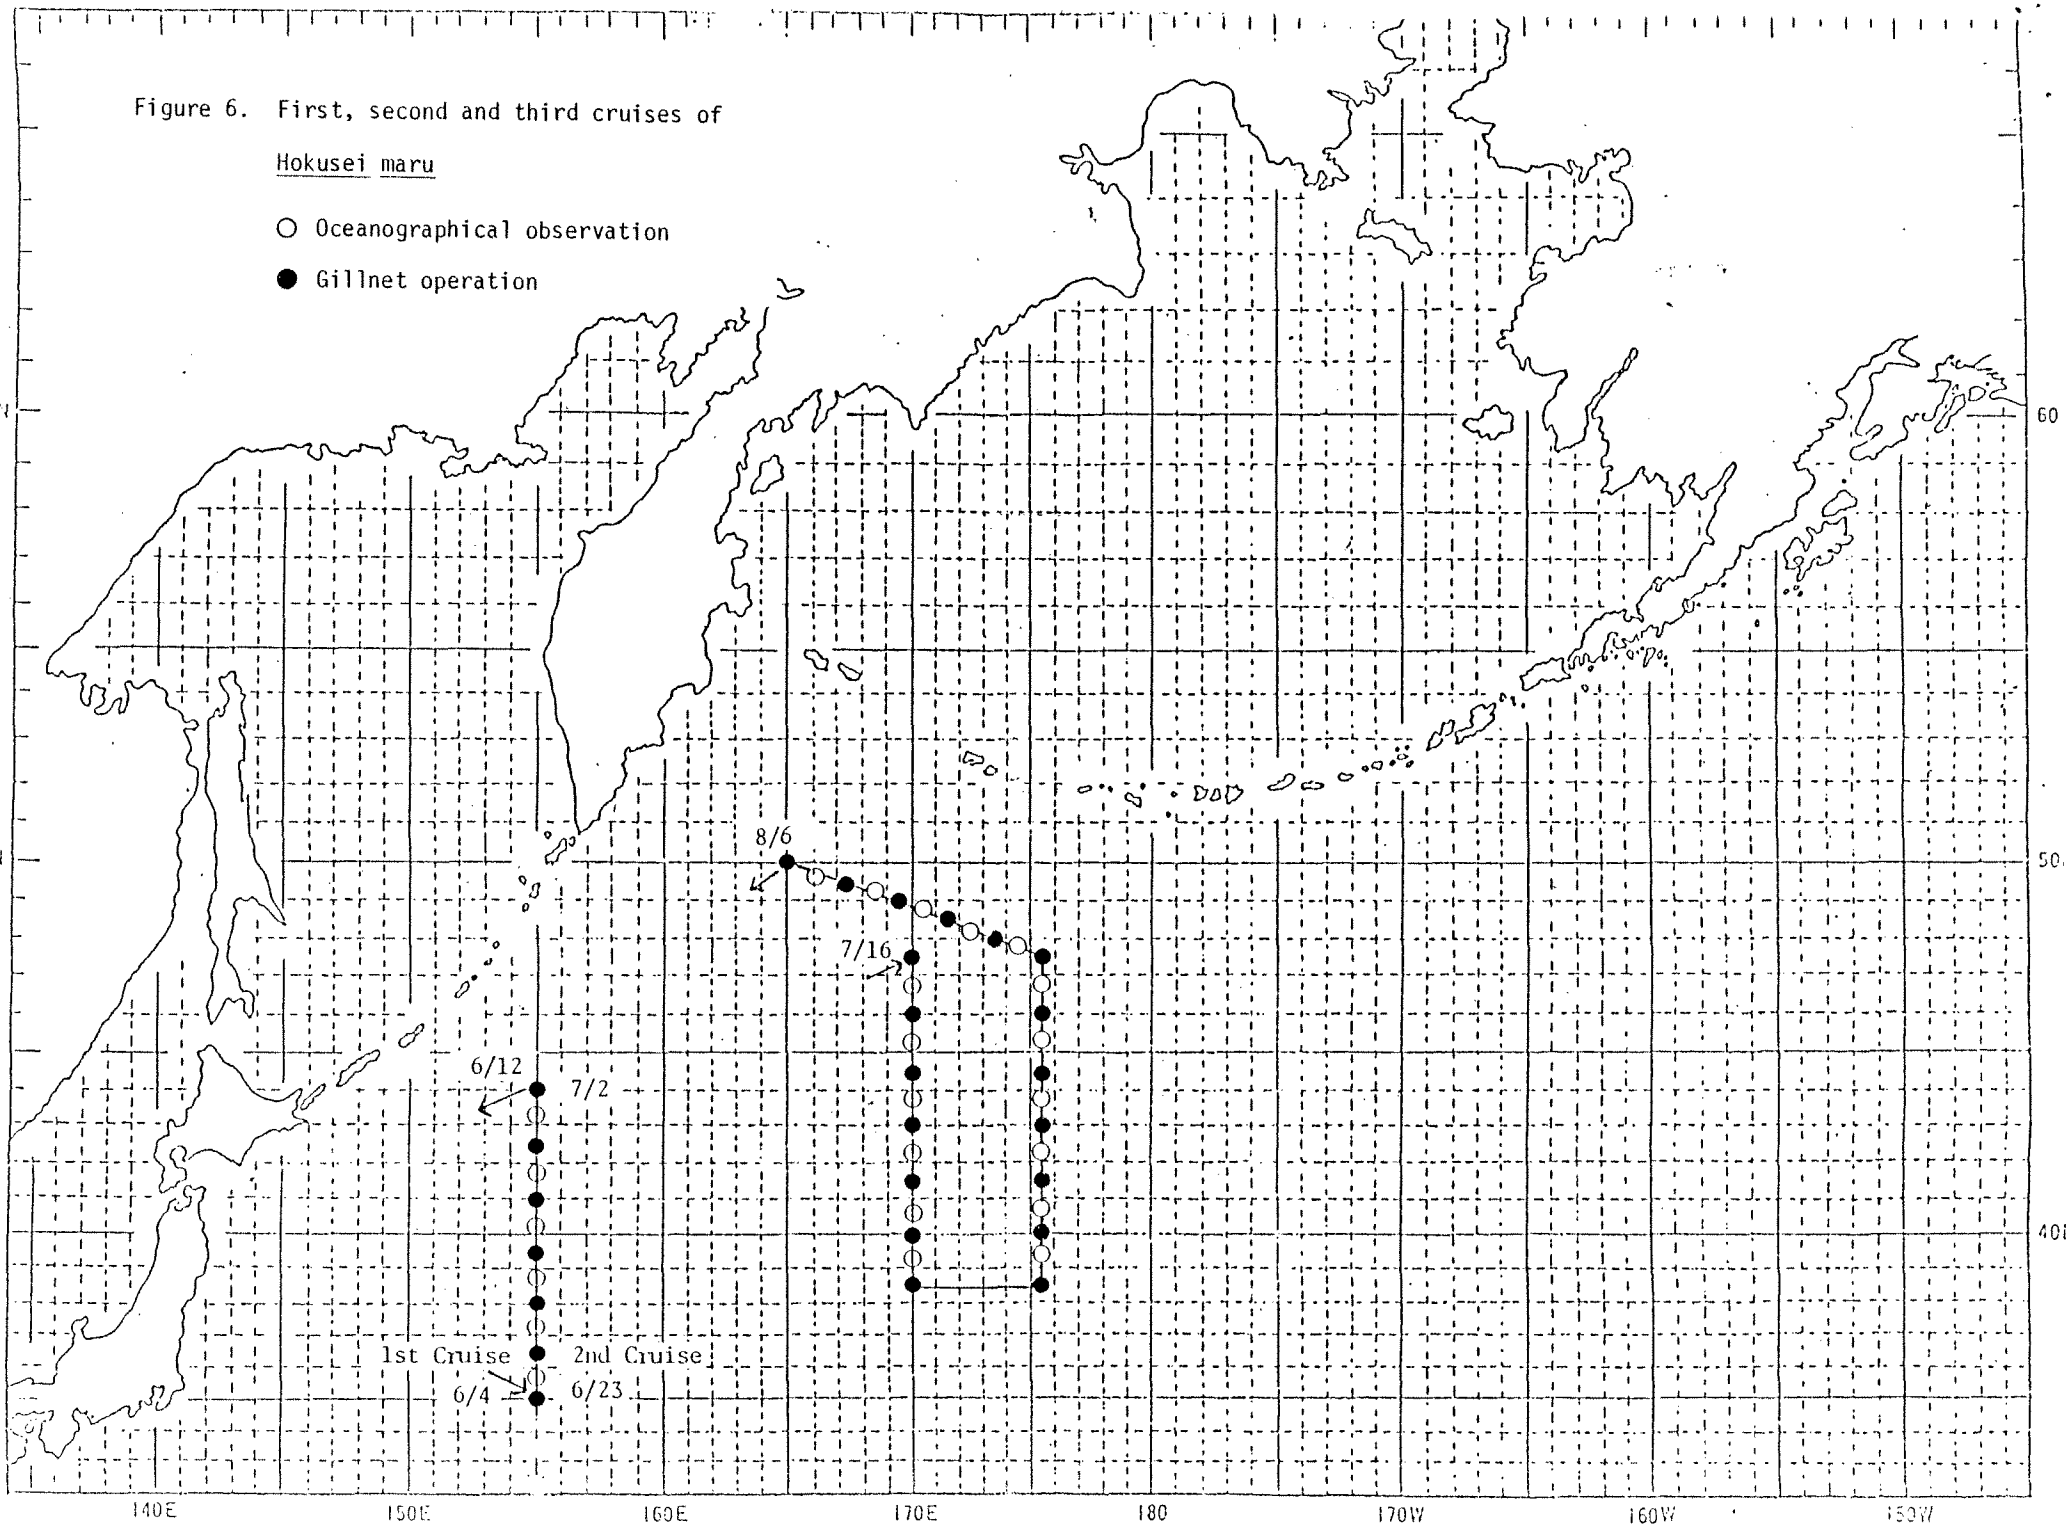 Figure 6. First, second and third cruises of
Hokusei maru
○ Oceanographical observation
● Gillnet operation
60
8/6
50
7/16
6/12
7/2
40
1st Cruise
2nd Cruise
6/4
6/23
140E
150E
160E
170E
180
170W
160W
150W